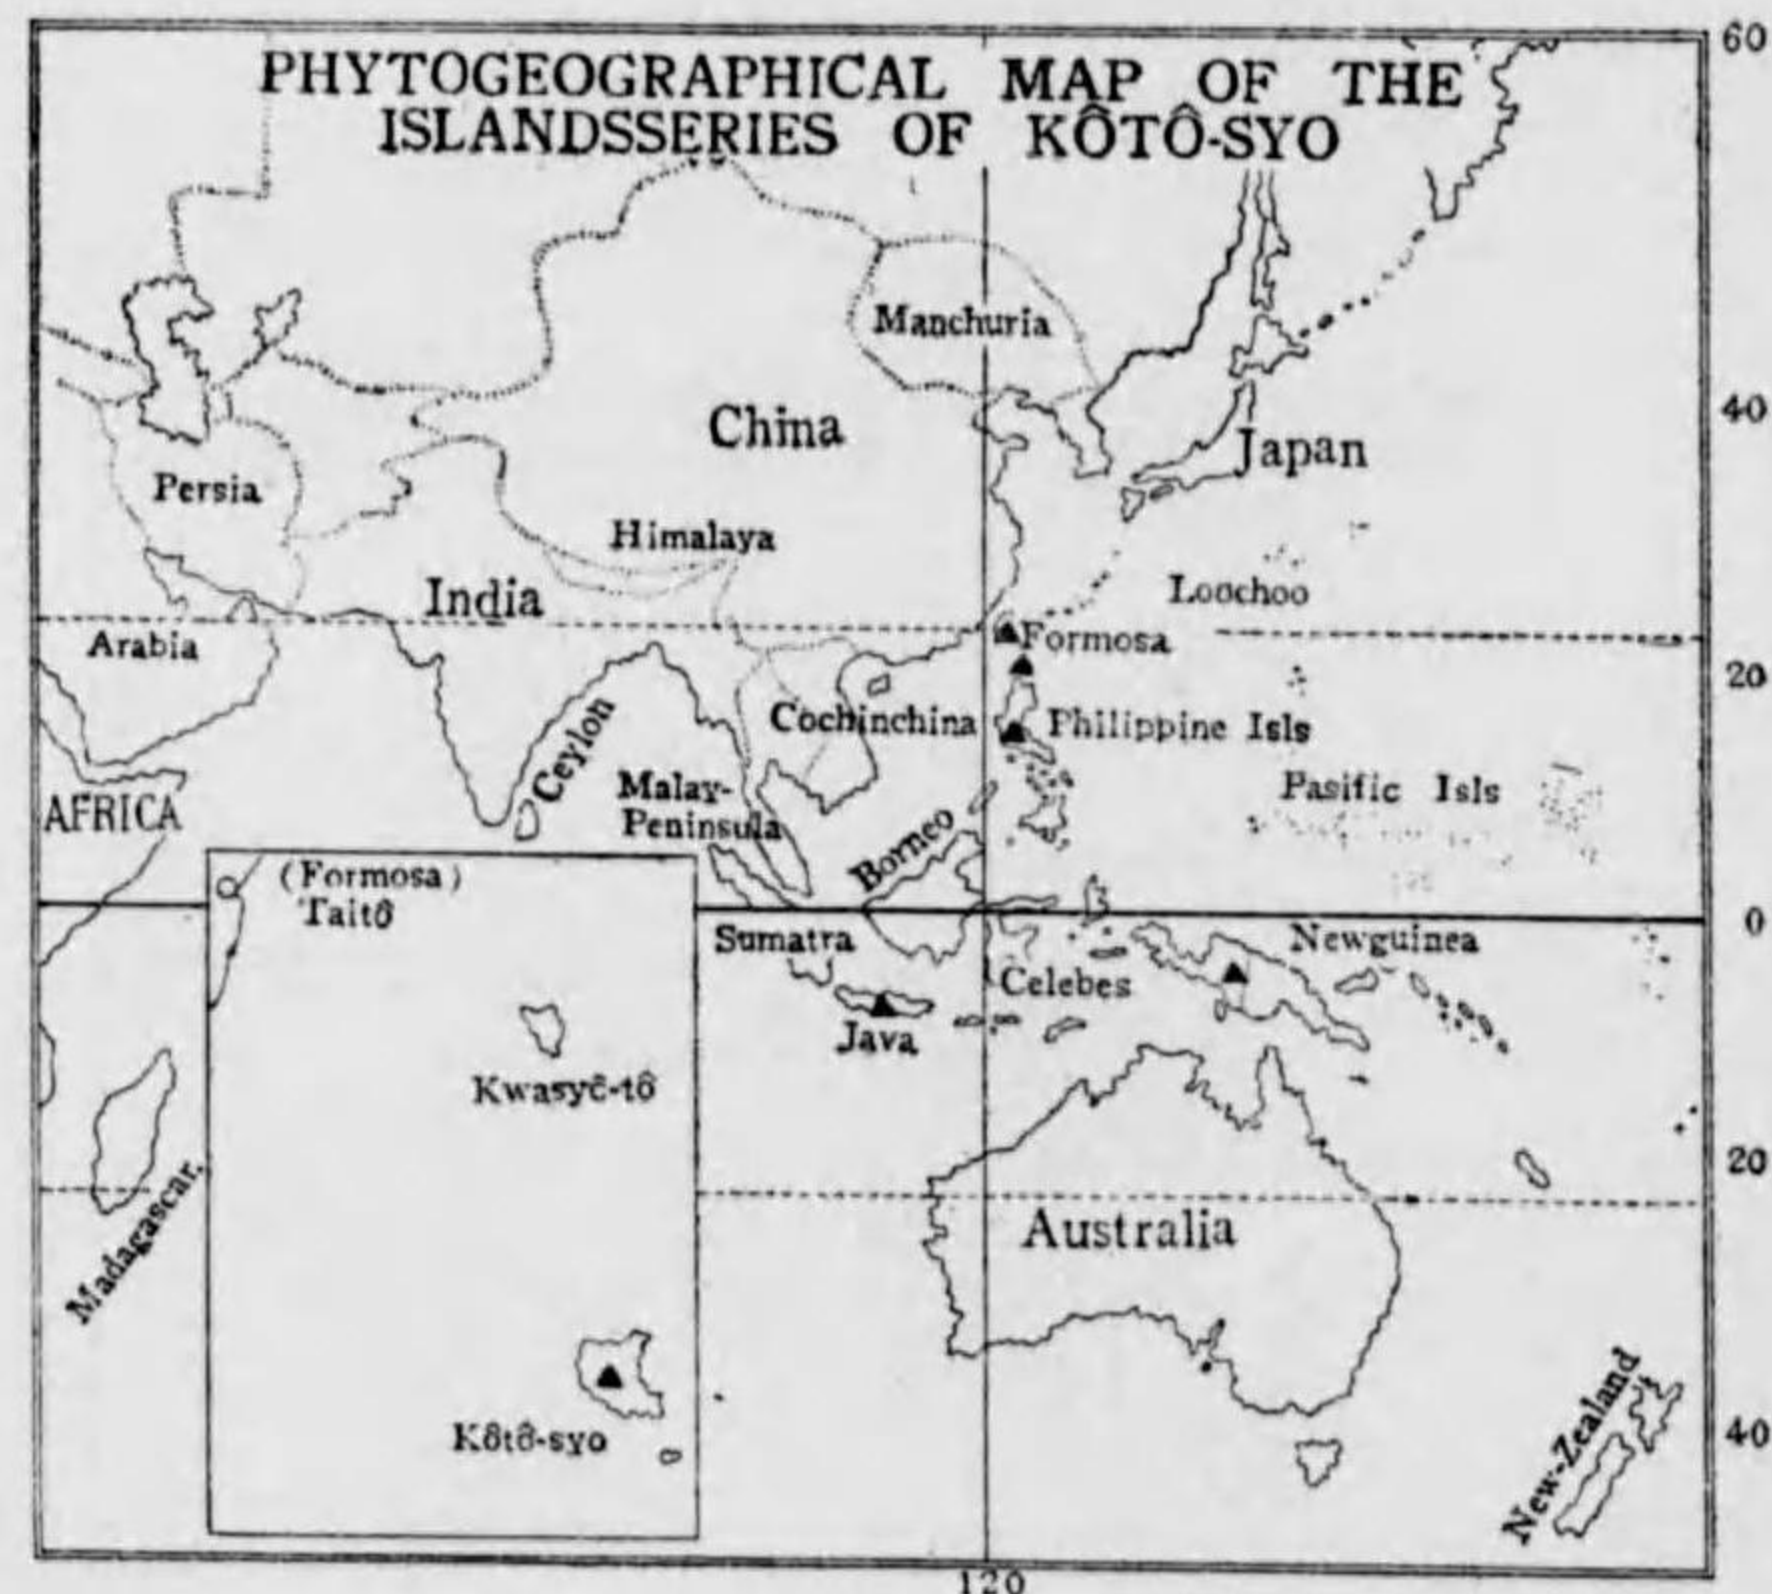 60
PHYTOGEOGRAPHICAL MAP OF THE
ISLANDSSERIES OF KÔTÔ-SYO
Manchuria
40
China
Japan
Persia
Himalaya
India
Loochoo
Arabia
Formosa
20
Ceylon
Cochinchina
Philippine Isls
Malay-
Peninsula
Pasific Isls
AFRICA
Borneo
(Formosa)
Taitô
0
Sumatra
Newguinea
Celebes
Java
Kwasyô-tô
20
Madagascar.
Australia
Kôtô-syo
40
New-Zealand
120